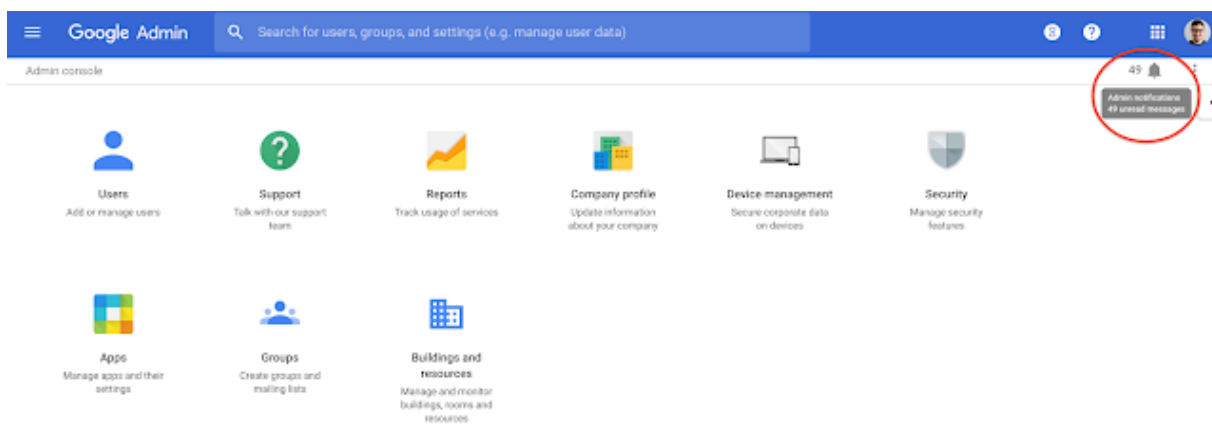 Google Admin
Search for users, groups, and settings (e.g. manage user data)
8
?
Admin console
49
Admin notifications
49 unread messages
Users
Add or manage users
?
Support
Talk with our support
team
Reports
Track usage of services
Company profile
Update information
about your company
Device management
Secure corporate data
on devices
Security
Manage security
features
Apps
Manage apps and their
settings
Groups
Create groups and
mailing lists
Buildings and
resources
Manage and monitor
buildings, rooms and
resources